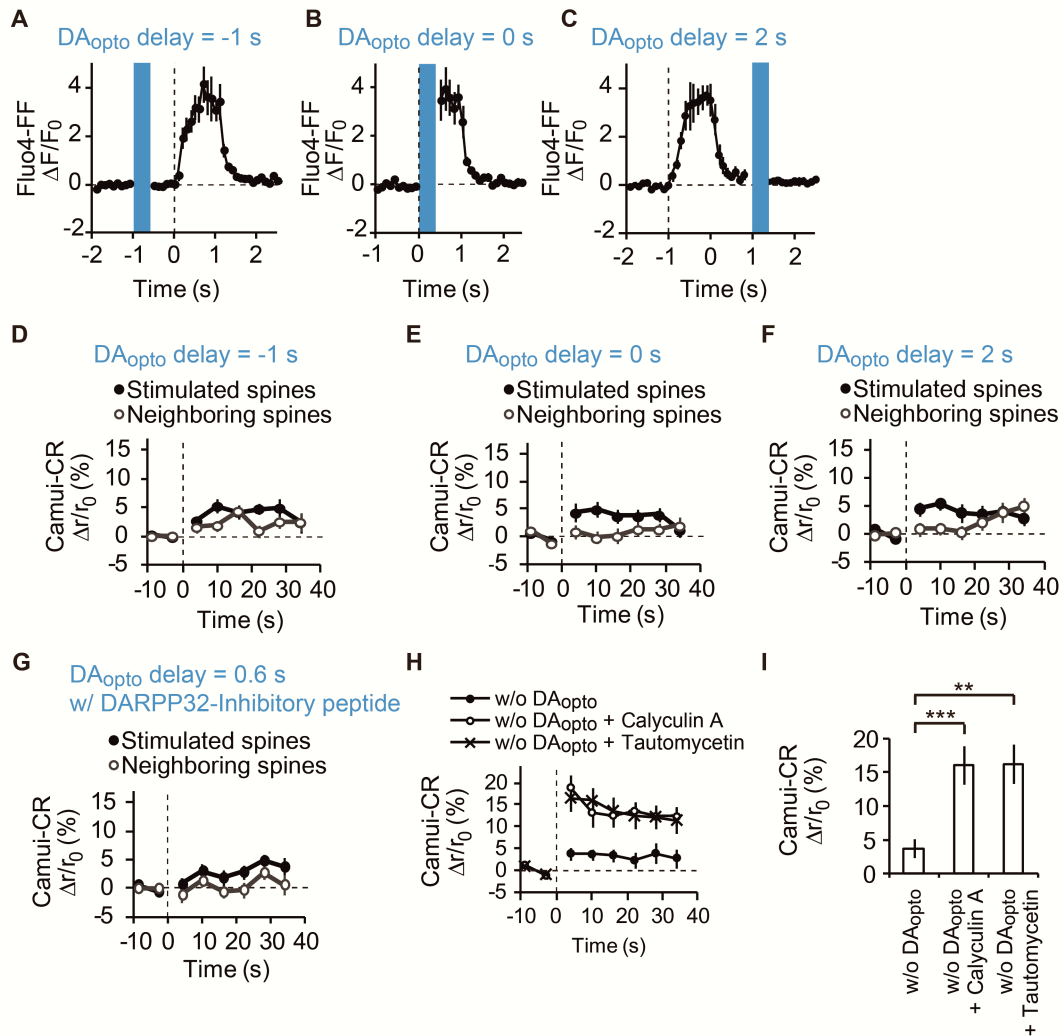 A
DAopto delay = -1 s
Fluo4-FF
ΔF/F0
4
2
0
-2
-2 -1 0 1 2
Time (s)
B
DAopto delay = 0 s
Fluo4-FF
ΔF/F0
4
2
0
-2
-1 0 1 2
Time (s)
C
DAopto delay = 2 s
Fluo4-FF
ΔF/F0
4
2
0
-2
-1 0 1 2
Time (s)
D
DAopto delay = -1 s
Stimulated spines
Neighboring spines
Camui-CR
Δr/r0 (%)
15
10
5
0
-5
-10 0 10 20 30 40
Time (s)
E
DAopto delay = 0 s
Stimulated spines
Neighboring spines
Camui-CR
Δr/r0 (%)
15
10
5
0
-5
-10 0 10 20 30 40
Time (s)
F
DAopto delay = 2 s
Stimulated spines
Neighboring spines
Camui-CR
Δr/r0 (%)
15
10
5
0
-5
-10 0 10 20 30 40
Time (s)
G
DAopto delay = 0.6 s
w/ DARPP32-Inhibitory peptide
Stimulated spines
Neighboring spines
Camui-CR
Δr/r0 (%)
15
10
5
0
-5
-10 0 10 20 30 40
Time (s)
H
w/o DAopto
w/o DAopto + Calyculin A
w/o DAopto + Tautomycetin
Camui-CR
Δr/r0 (%)
20
15
10
5
0
-5
-10 0 10 20 30 40
Time (s)
I
**
***
Camui-CR
Δr/r0 (%)
20
15
10
5
0
w/o DAopto
w/o DAopto
+ Calyculin A
w/o DAopto
+ Tautomycetin